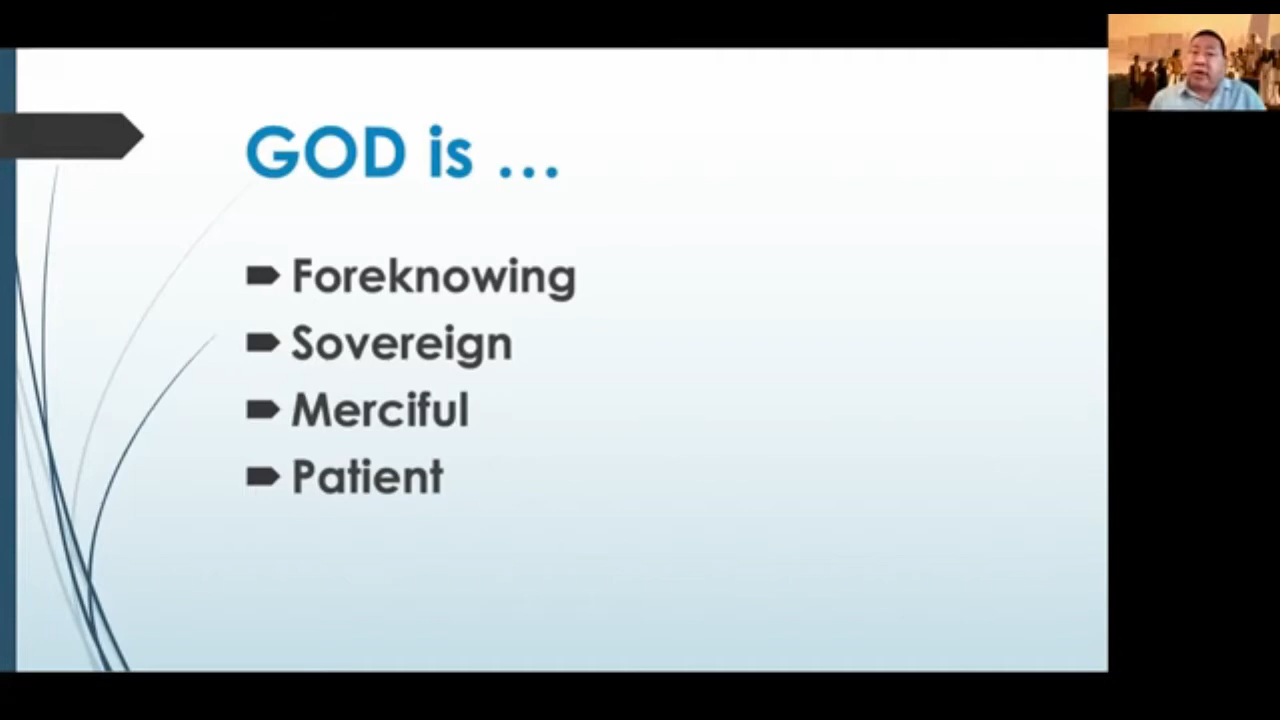 GOD is …
Foreknowing
Sovereign
Merciful
Patient